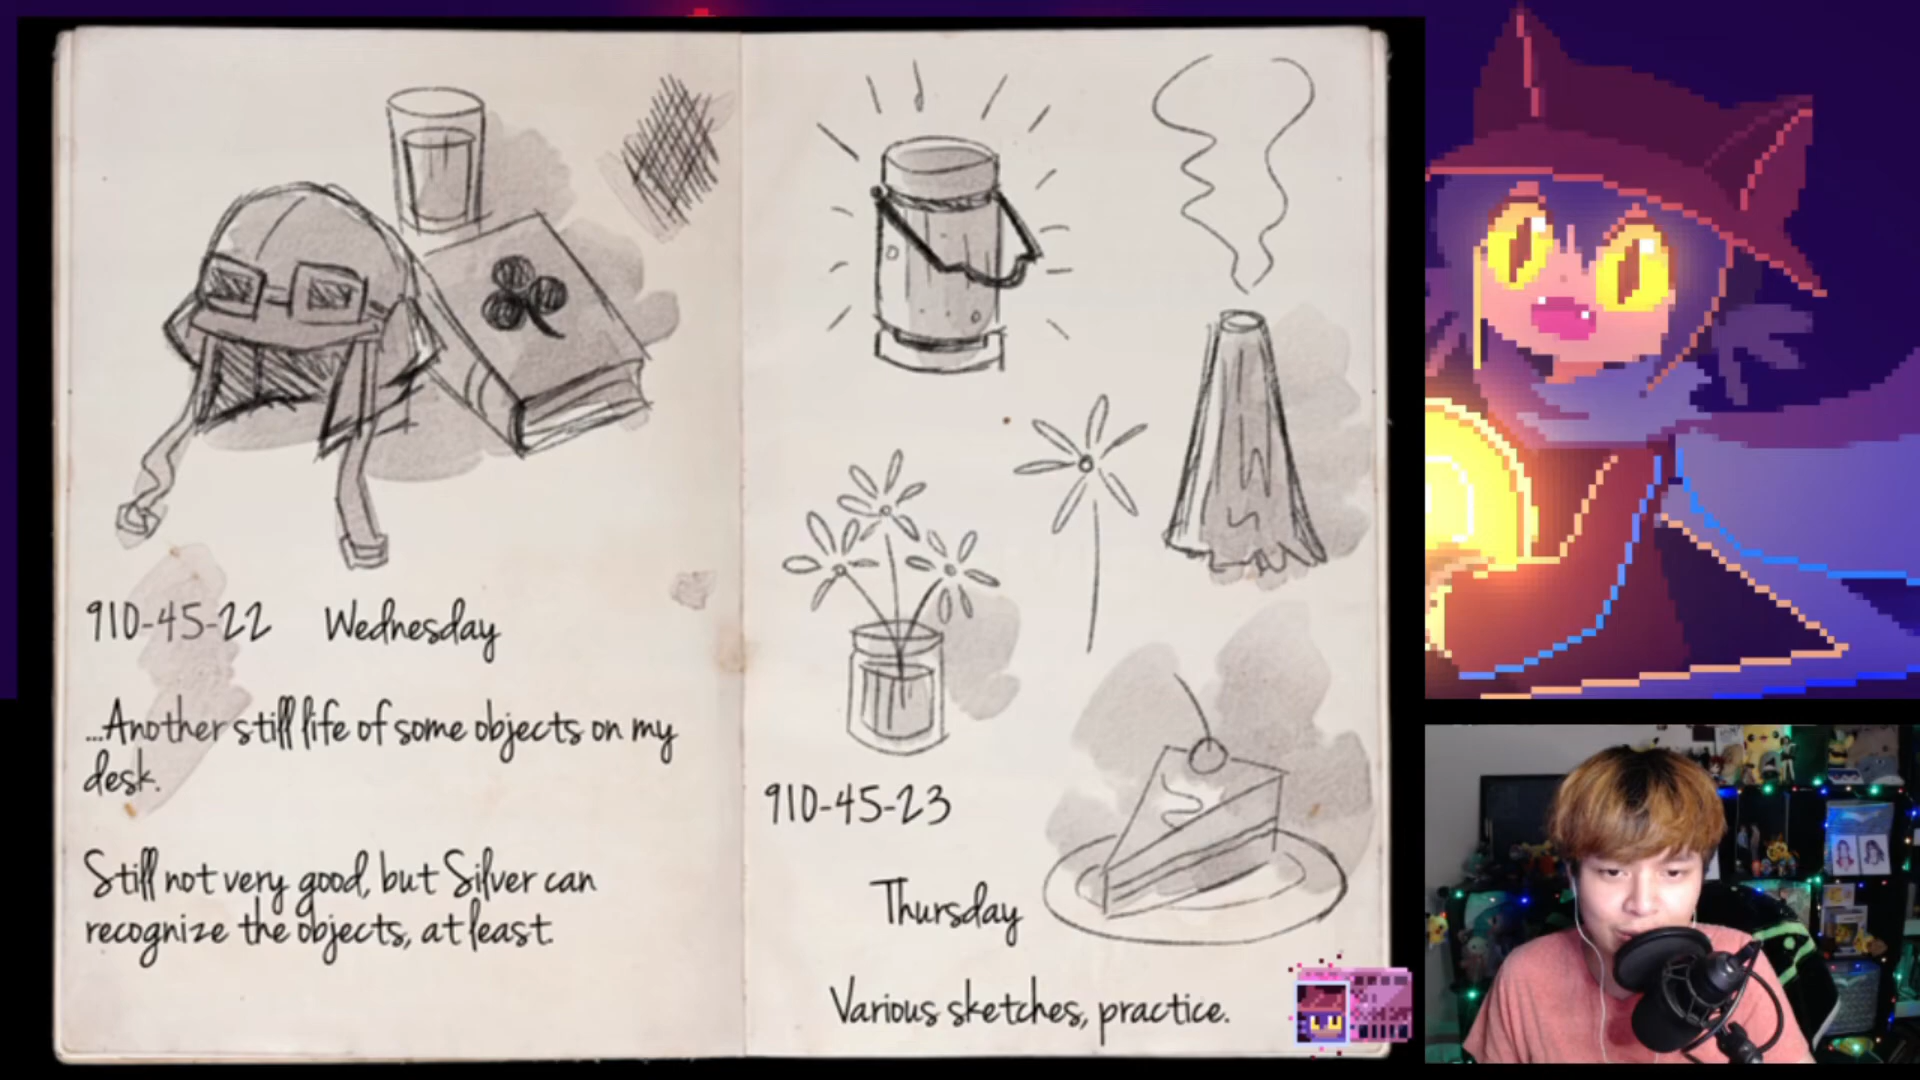 910-45-22 Wednesday
...Another still life of some objects on my
desk.
Still not very good, but Silver can
recognize the objects, at least.
910-45-23
Thursday
Various sketches, practice.